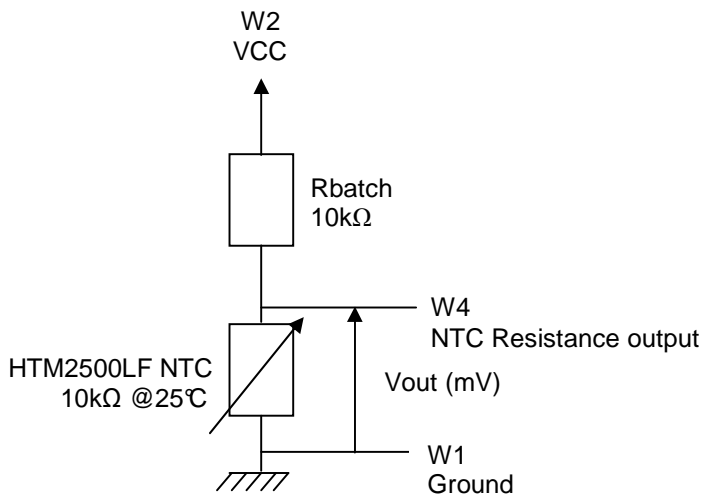 W2
VCC
Rbatch
10kΩ
W4
NTC Resistance output
HTM2500LF NTC
10kΩ @25℃
Vout (mV)
W1
Ground